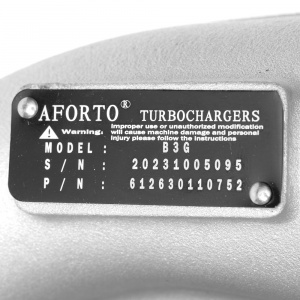 AFORTO® TURBOCHARGERS
Warning. Improper use or unauthorized modification
will cause machine damage and personal
injury please follow the instructions
MODEL : B3G
S / N : 20231005095
P / N : 612630110752